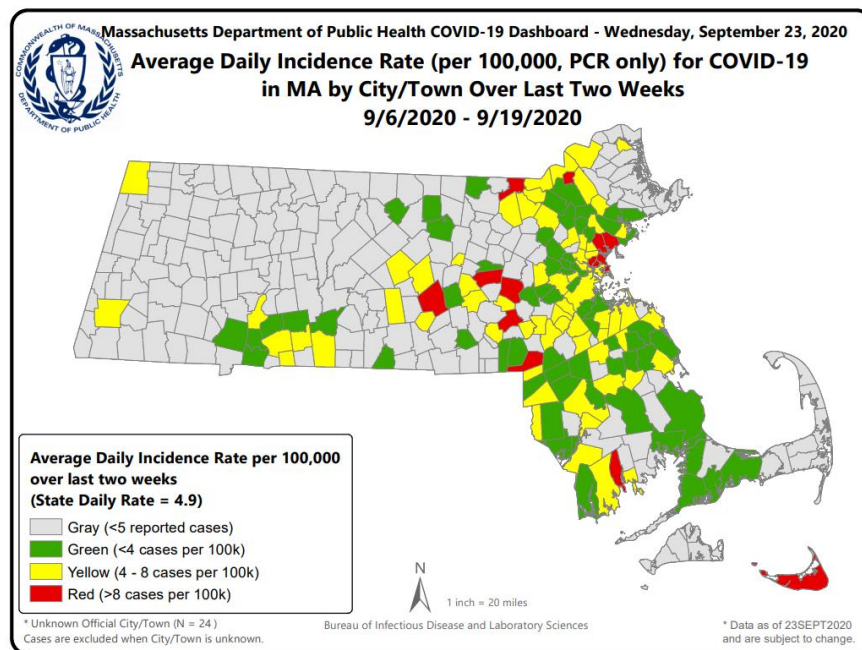 Massachusetts Department of Public Health COVID-19 Dashboard - Wednesday, September 23, 2020
Average Daily Incidence Rate (per 100,000, PCR only) for COVID-19
in MA by City/Town Over Last Two Weeks
9/6/2020 - 9/19/2020
COMMONWEALTH OF MASSACHUSETTS
DEPARTMENT OF PUBLIC HEALTH
Average Daily Incidence Rate per 100,000
over last two weeks
(State Daily Rate = 4.9)
Gray (<5 reported cases)
Green (<4 cases per 100k)
Yellow (4 - 8 cases per 100k)
Red (>8 cases per 100k)
N
1 inch = 20 miles
* Unknown Official City/Town (N = 24 )
Cases are excluded when City/Town is unknown.
Bureau of Infectious Disease and Laboratory Sciences
* Data as of 23SEPT2020
and are subject to change.